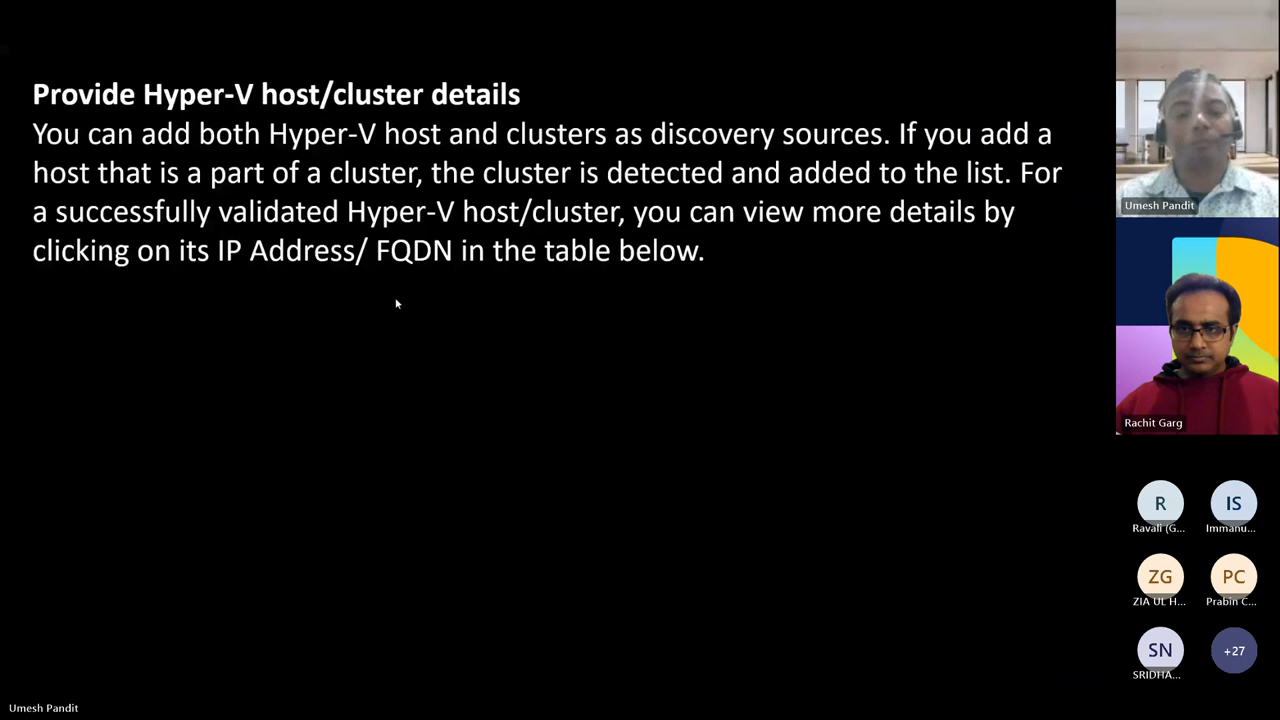 Provide Hyper-V host/cluster details
You can add both Hyper-V host and clusters as discovery sources. If you add a
host that is a part of a cluster, the cluster is detected and added to the list. For
a successfully validated Hyper-V host/cluster, you can view more details by
clicking on its IP Address/ FQDN in the table below.
Umesh Pandit
Rachit Garg
R
IS
Ravali (G...
Immanu...
ZG
PC
ZIA UL H...
Prabin C...
SN
+27
SRIDHA...
Umesh Pandit